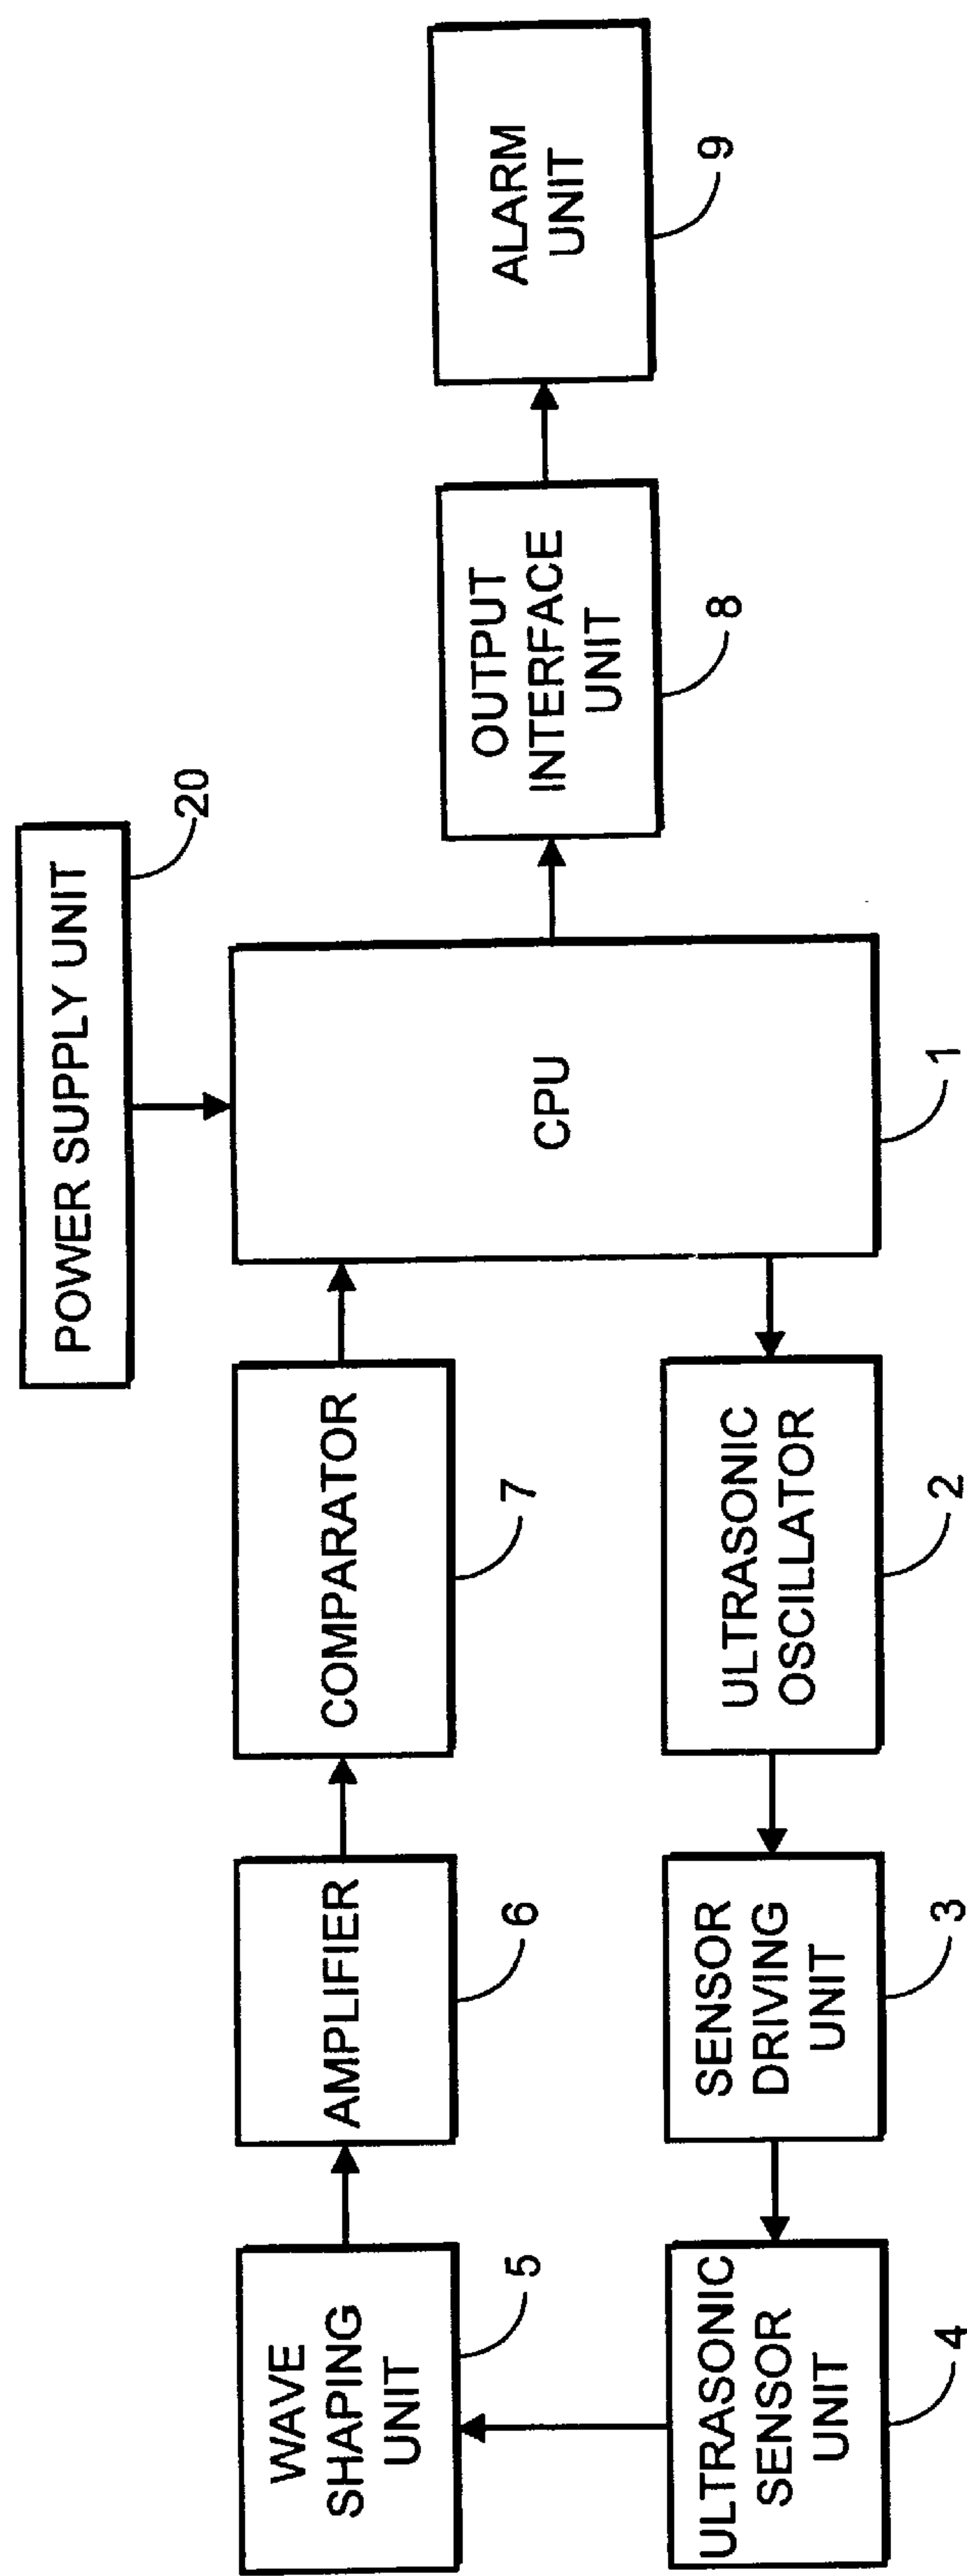 POWER SUPPLY UNIT
20
WAVE
SHAPING
UNIT
5
AMPLIFIER
6
COMPARATOR
7
CPU
1
OUTPUT
INTERFACE
UNIT
8
ALARM
UNIT
9
ULTRASONIC
SENSOR
UNIT
4
SENSOR
DRIVING
UNIT
3
ULTRASONIC
OSCILLATOR
2